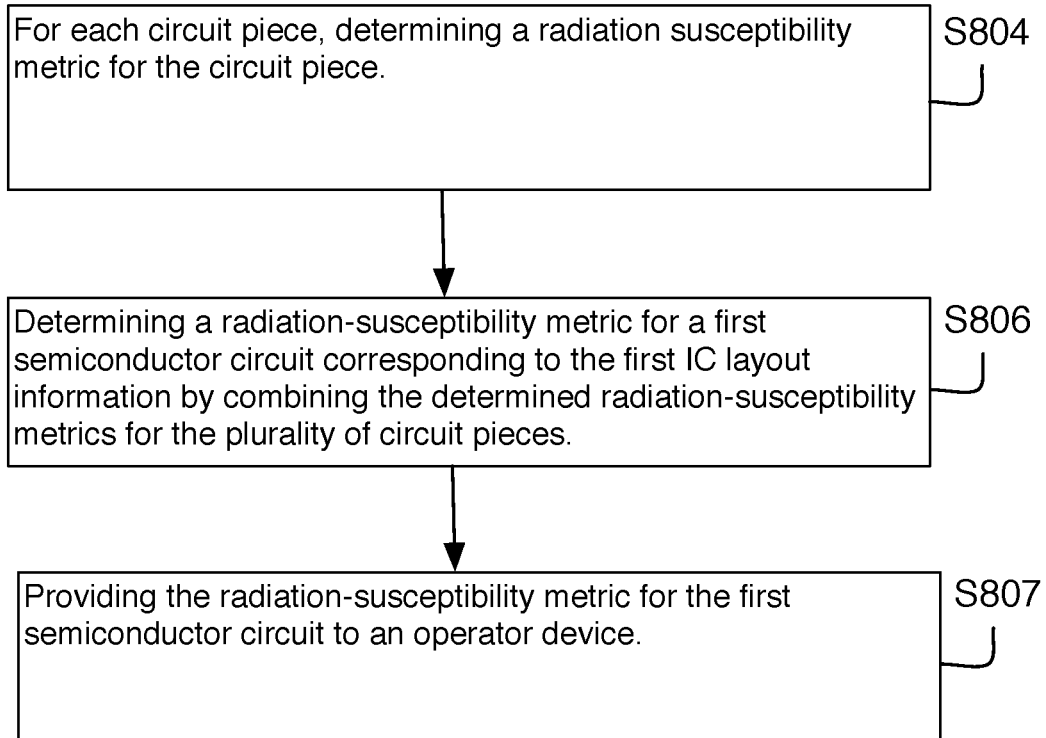 For each circuit piece, determining a radiation susceptibility
metric for the circuit piece.
S804
Determining a radiation-susceptibility metric for a first
semiconductor circuit corresponding to the first IC layout
information by combining the determined radiation-susceptibility
metrics for the plurality of circuit pieces.
S806
Providing the radiation-susceptibility metric for the first
semiconductor circuit to an operator device.
S807